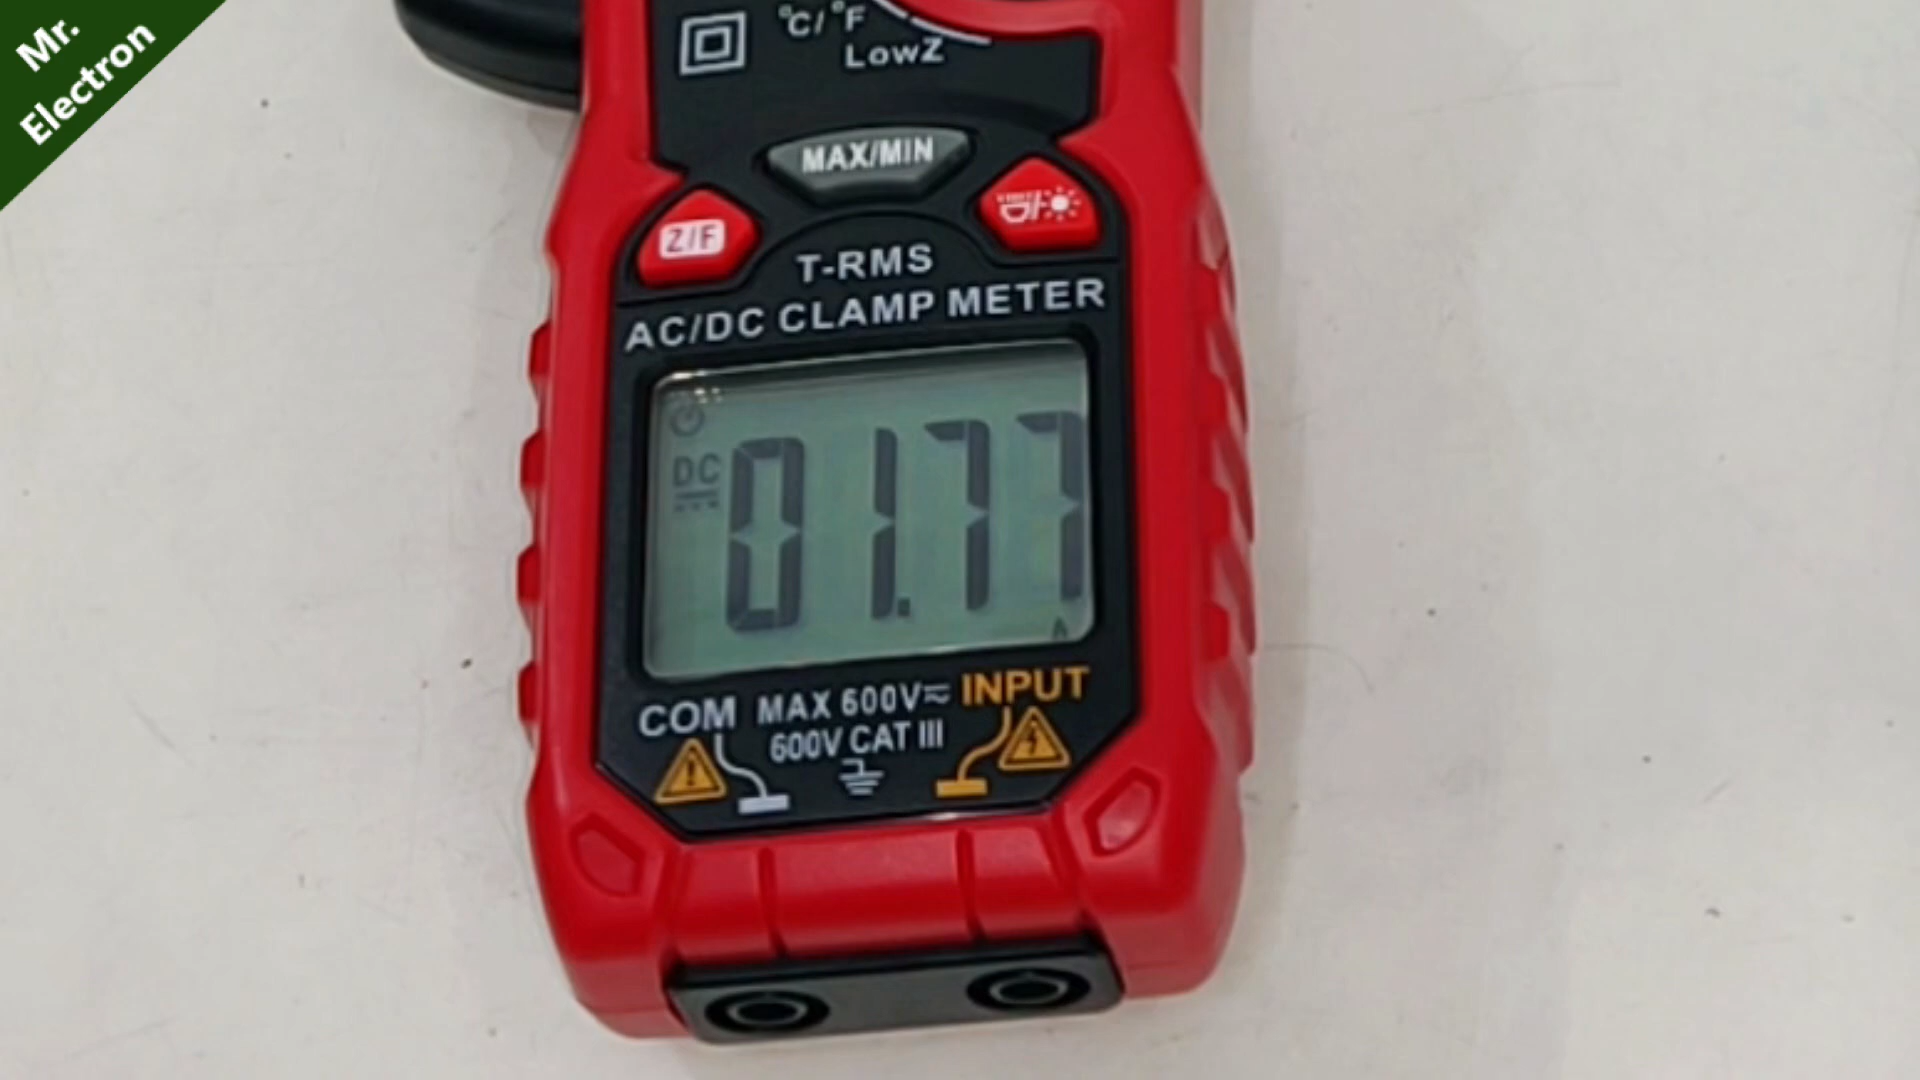 Mr.
Electron
°C/°F
LowZ
MAX/MIN
Z/F
T-RMS
AC/DC CLAMP METER
DC
01.77
A
COM MAX 600V≂ INPUT
600V CAT III